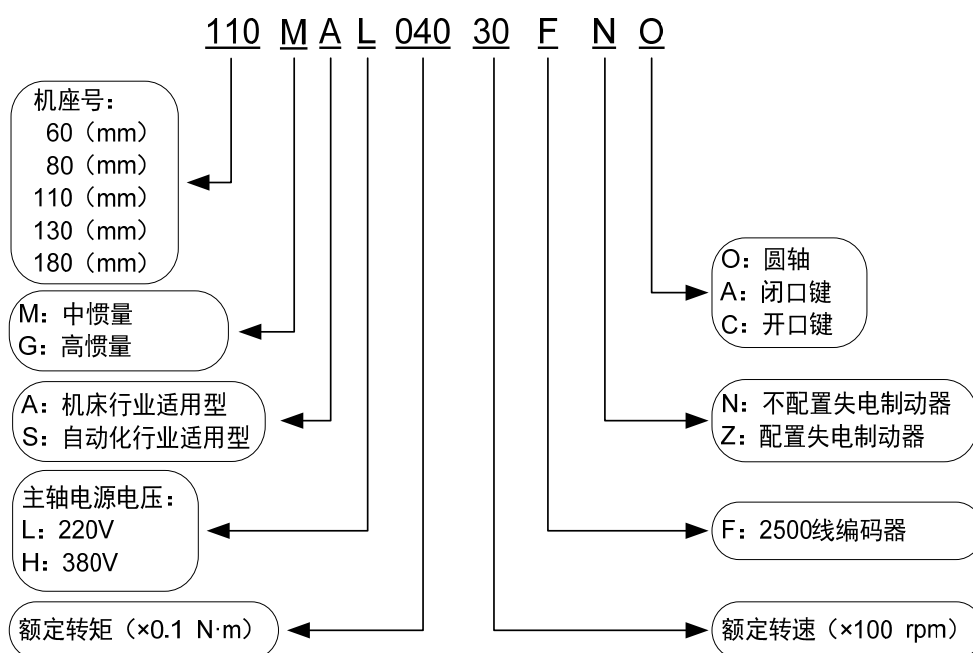 110 M A L 040 30 F N O
机座号：
60（mm）
80（mm）
110（mm）
130（mm）
180（mm）
M：中惯量
G：高惯量
A：机床行业适用型
S：自动化行业适用型
主轴电源电压：
L：220V
H：380V
额定转矩（×0.1 N·m）
O：圆轴
A：闭口键
C：开口键
N：不配置失电制动器
Z：配置失电制动器
F：2500线编码器
额定转速（×100 rpm）